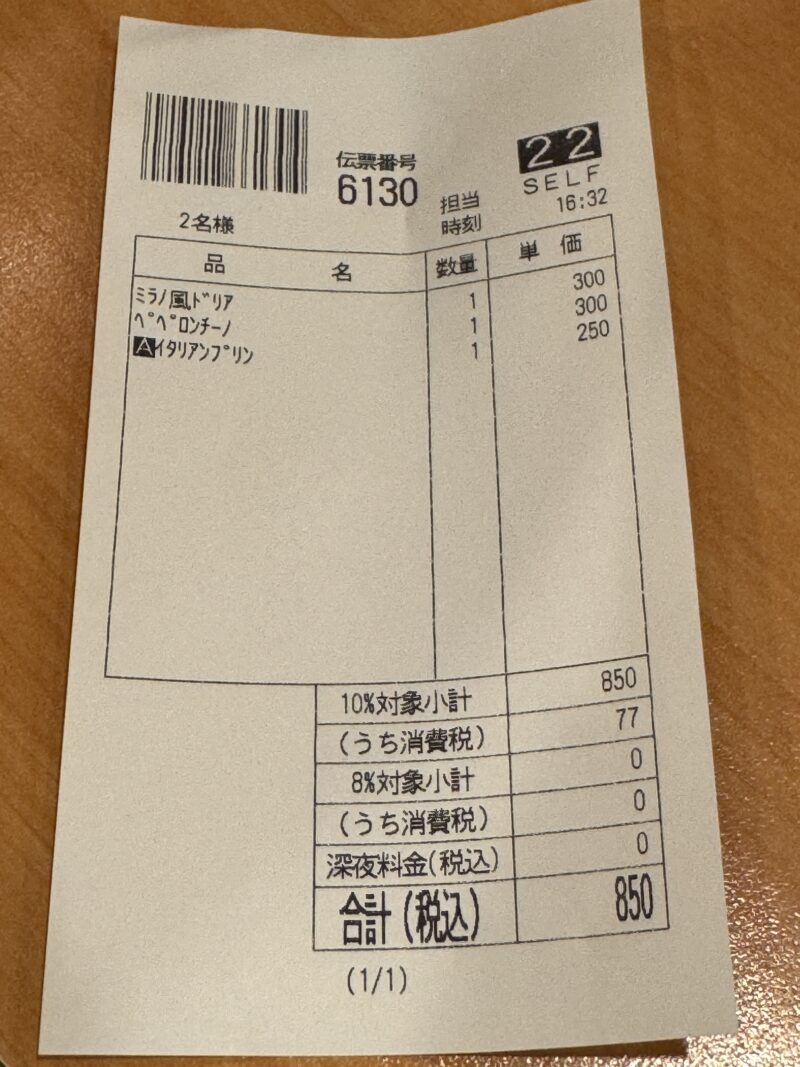 伝票番号
6130
22
担当 SELF
時刻 16:32
2名様
品 名 数量 単価
ミラノ風ドリア 1 300
ペペロンチーノ 1 300
Aイタリアンプリン 1 250
10%対象小計 850
(うち消費税) 77
8%対象小計 0
(うち消費税) 0
深夜料金(税込) 0
合計(税込) 850
(1/1)